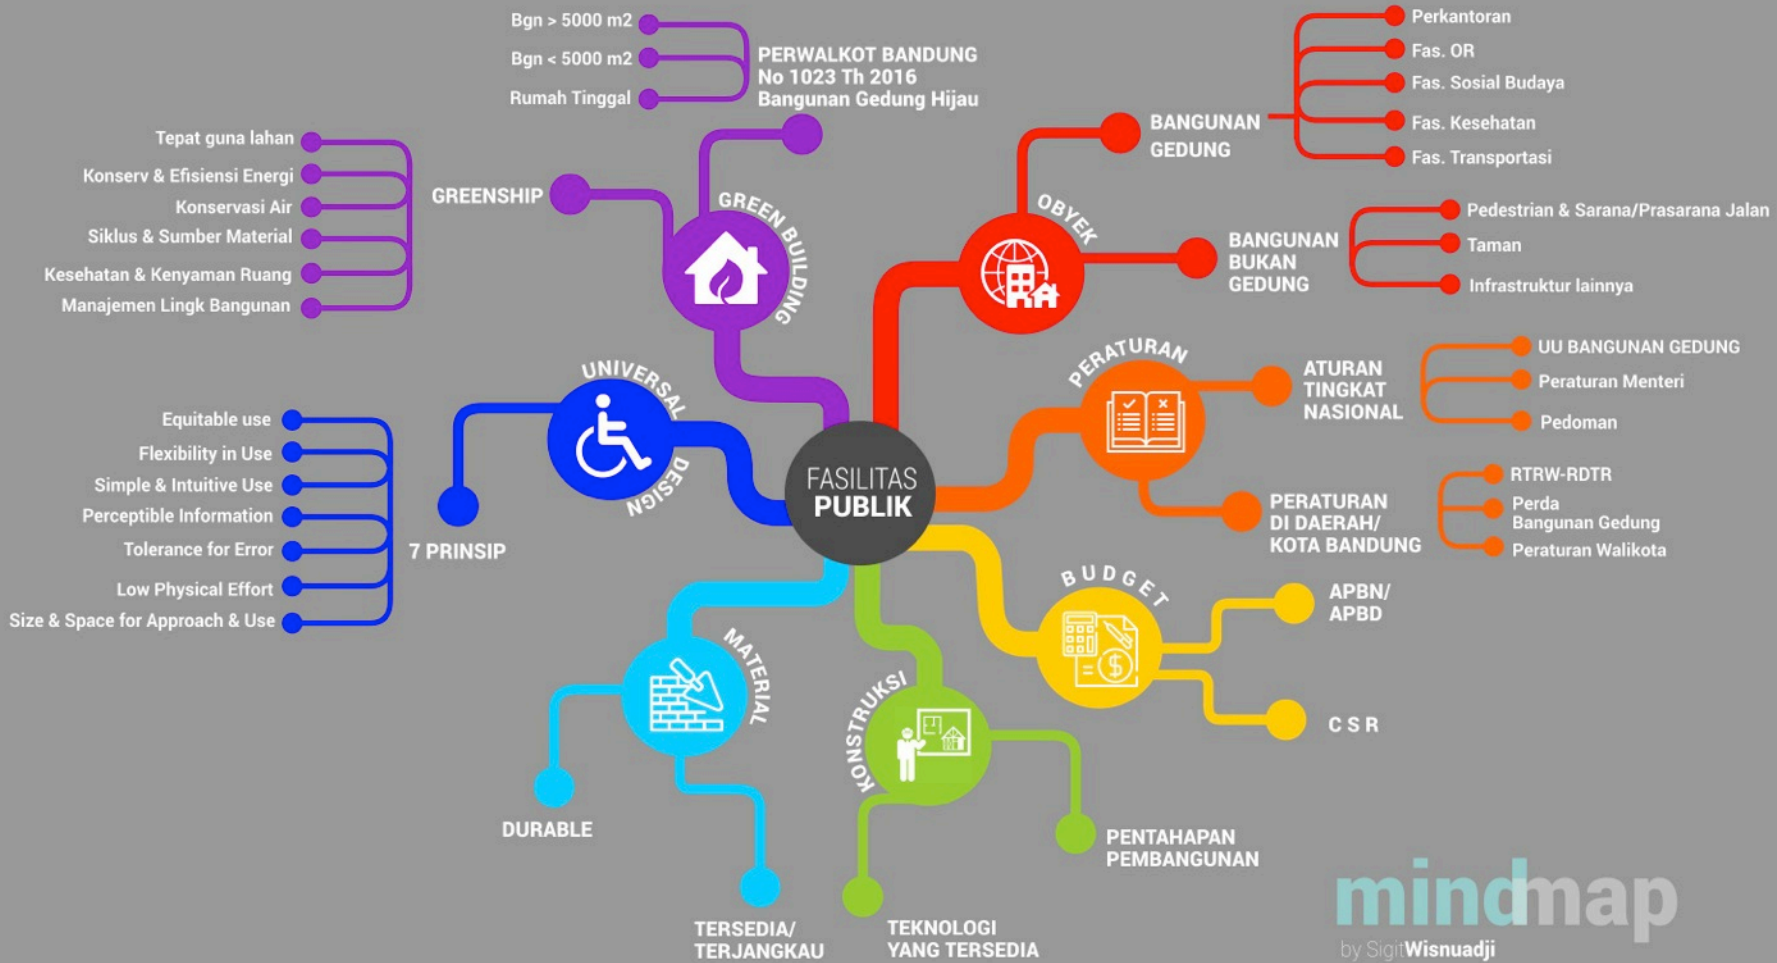 FASILITAS
PUBLIK
GREEN BUILDING
PERWALKOT BANDUNG
No 1023 Th 2016
Bangunan Gedung Hijau
Bgn > 5000 m2
Bgn < 5000 m2
Rumah Tinggal
GREENSHIP
Tepat guna lahan
Konserv & Efisiensi Energi
Konservasi Air
Siklus & Sumber Material
Kesehatan & Kenyaman Ruang
Manajemen Lingk Bangunan
OBYEK
BANGUNAN
GEDUNG
Perkantoran
Fas. OR
Fas. Sosial Budaya
Fas. Kesehatan
Fas. Transportasi
BANGUNAN
BUKAN
GEDUNG
Pedestrian & Sarana/Prasarana Jalan
Taman
Infrastruktur lainnya
PERATURAN
ATURAN
TINGKAT
NASIONAL
UU BANGUNAN GEDUNG
Peraturan Menteri
Pedoman
PERATURAN
DI DAERAH/
KOTA BANDUNG
RTRW-RDTR
Perda
Bangunan Gedung
Peraturan Walikota
BUDGET
APBN/
APBD
CSR
KONSTRUKSI
PENTAHAPAN
PEMBANGUNAN
TEKNOLOGI
YANG TERSEDIA
MATERIAL
DURABLE
TERSEDIA/
TERJANGKAU
UNIVERSAL DESIGN
7 PRINSIP
Equitable use
Flexibility in Use
Simple & Intuitive Use
Perceptible Information
Tolerance for Error
Low Physical Effort
Size & Space for Approach & Use
mindmap
by SigitWisnuadji